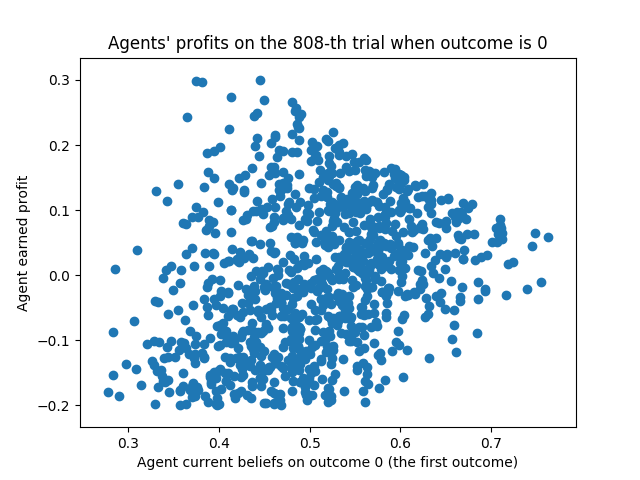 Agents' profits on the 808-th trial when outcome is 0
0.3
0.2
0.1
0.0
−0.1
−0.2
Agent earned profit
0.3 0.4 0.5 0.6 0.7
Agent current beliefs on outcome 0 (the first outcome)